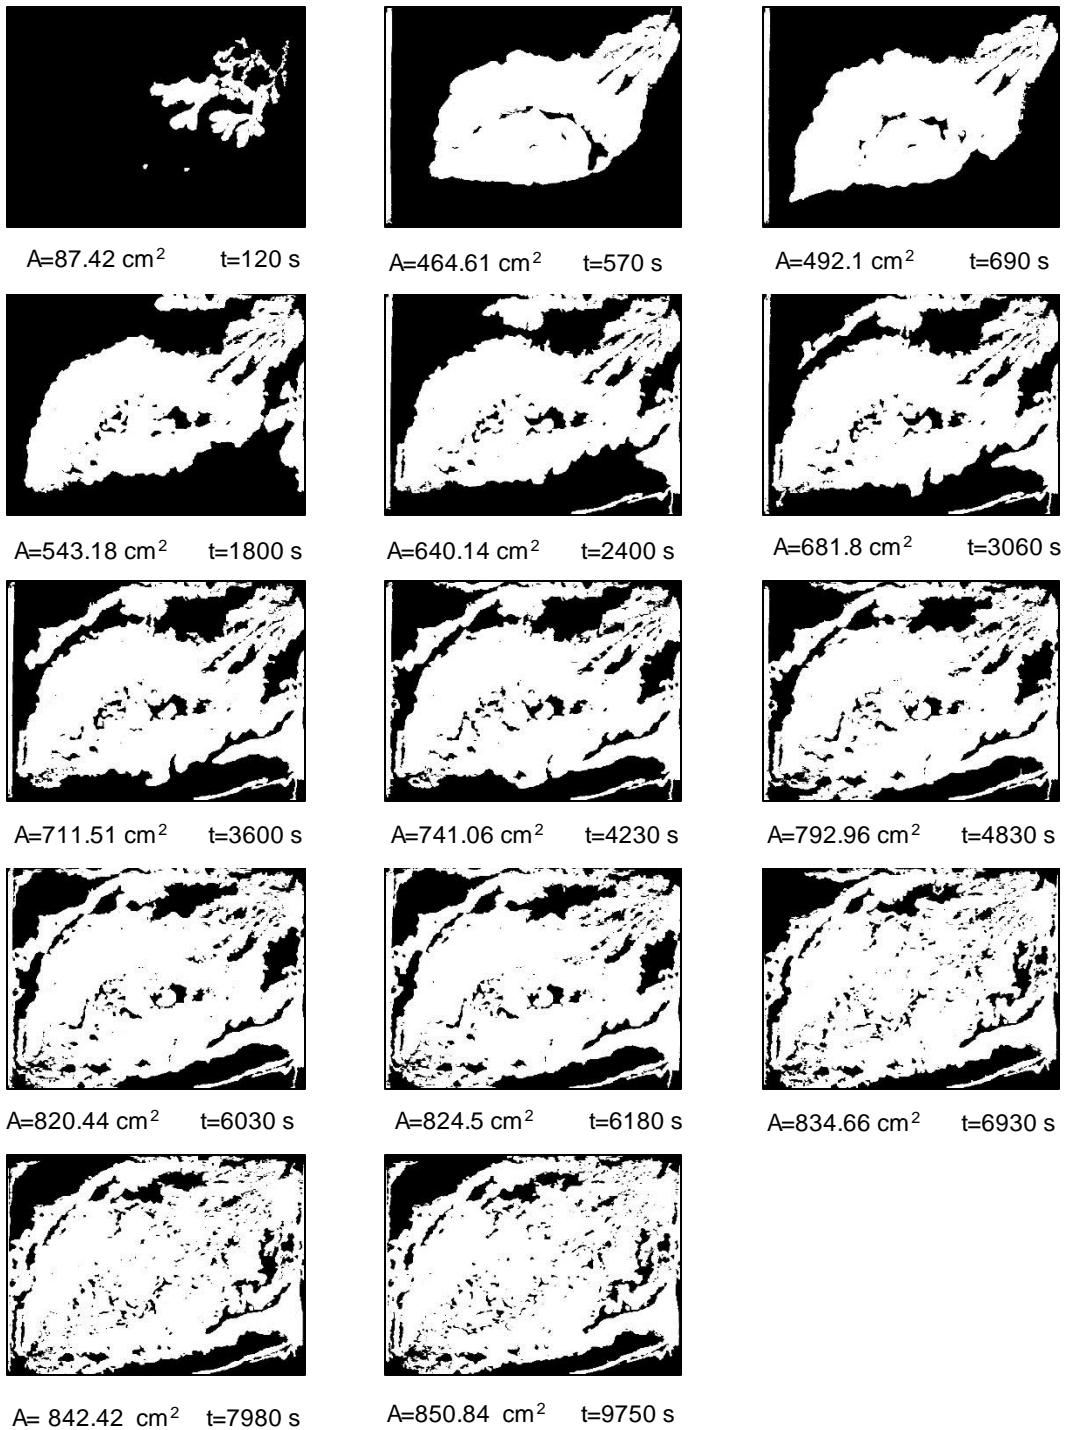 A=87.42 cm² t=120 s
A=464.61 cm² t=570 s
A=492.1 cm² t=690 s
A=543.18 cm² t=1800 s
A=640.14 cm² t=2400 s
A=681.8 cm² t=3060 s
A=711.51 cm² t=3600 s
A=741.06 cm² t=4230 s
A=792.96 cm² t=4830 s
A=820.44 cm² t=6030 s
A=824.5 cm² t=6180 s
A=834.66 cm² t=6930 s
A= 842.42 cm² t=7980 s
A=850.84 cm² t=9750 s